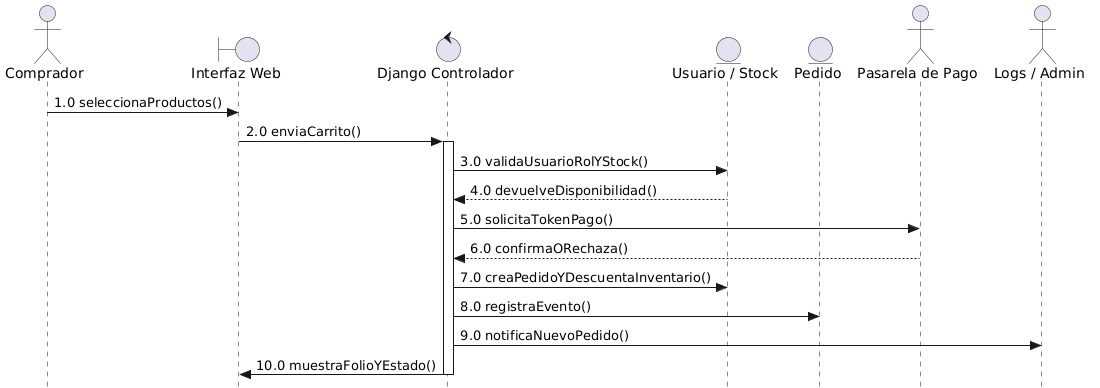 Comprador
Interfaz Web
Django Controlador
Usuario / Stock
Pedido
Pasarela de Pago
Logs / Admin
1.0 seleccionaProductos()
2.0 enviaCarrito()
3.0 validaUsuarioRolYStock()
4.0 devuelveDisponibilidad()
5.0 solicitaTokenPago()
6.0 confirmaORechaza()
7.0 creaPedidoYDescuentaInventario()
8.0 registraEvento()
9.0 notificaNuevoPedido()
10.0 muestraFolioYEstado()